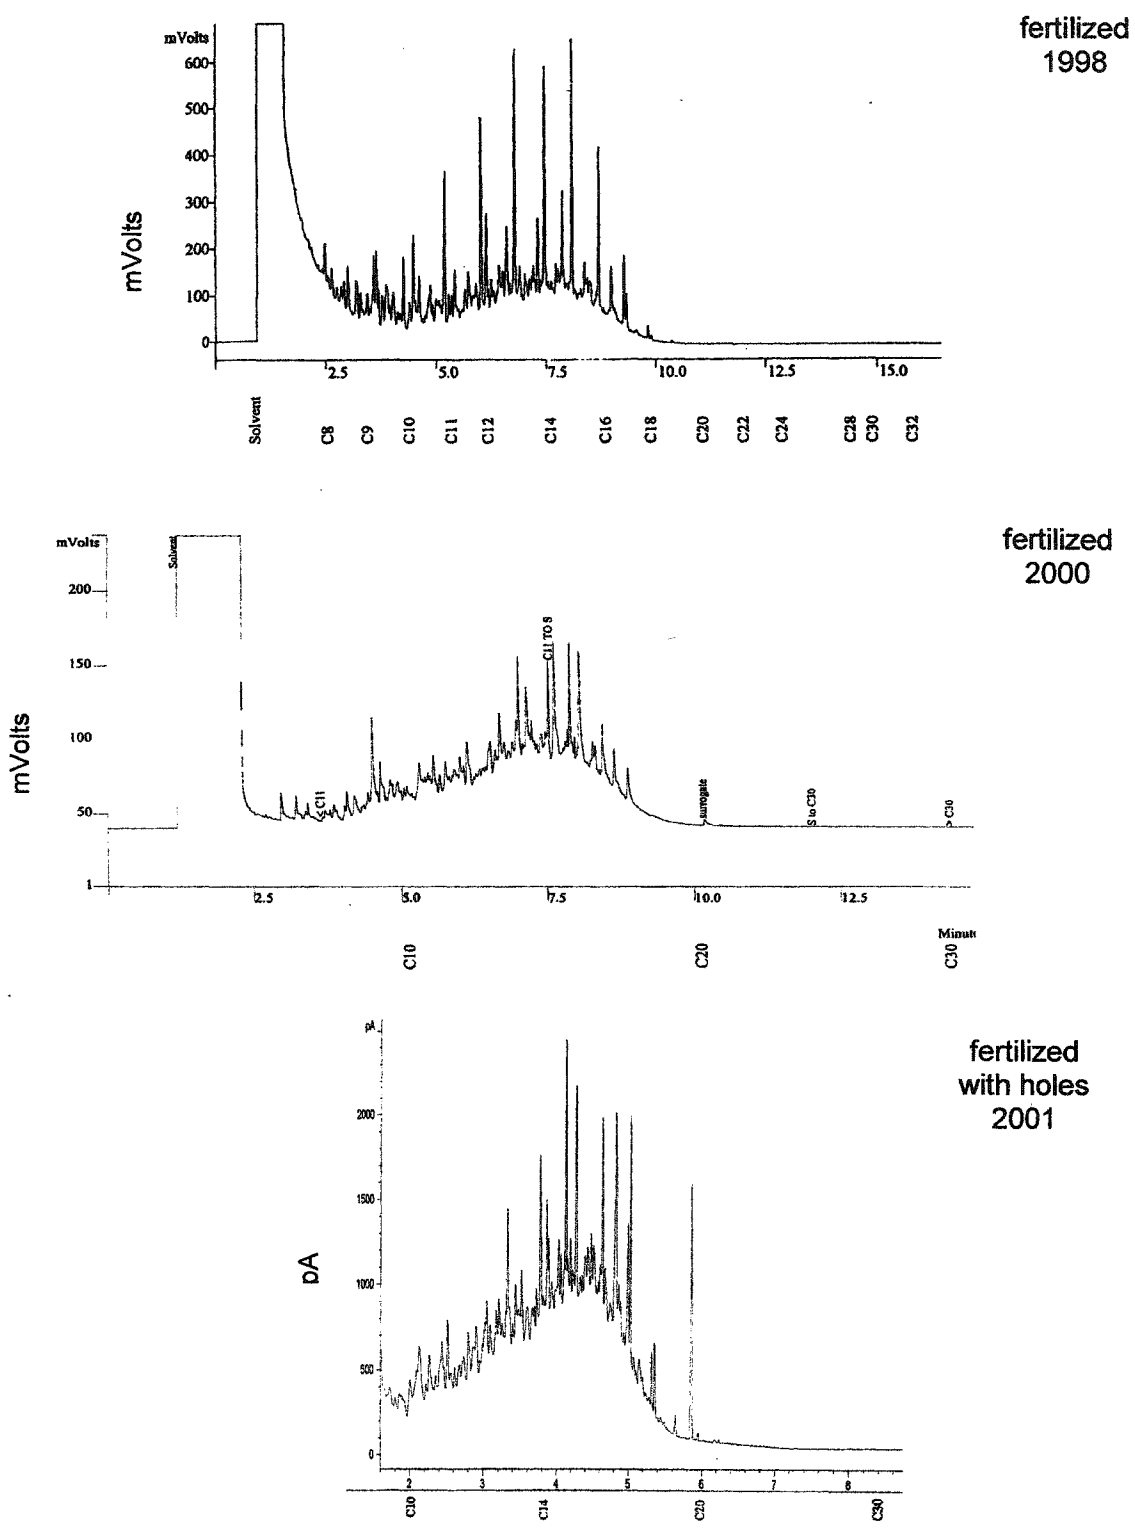 fertilized
1998
mVolts
600
500
400
300
200
100
0
mVolts
2.5 5.0 7.5 10.0 12.5 15.0
Solvent C8 C9 C10 C11 C12 C14 C16 C18 C20 C22 C24 C28 C30 C32
fertilized
2000
mVolts
Solvent
200
150
100
50
1
mVolts
C11
C11 TO S
surrogate
S to C30
C30
2.5 5.0 7.5 10.0 12.5
Minute
C10 C20 C30
fertilized
with holes
2001
pA
2000
1500
1000
500
0
pA
2 3 4 5 6 7 8
C10 C14 C20 C30